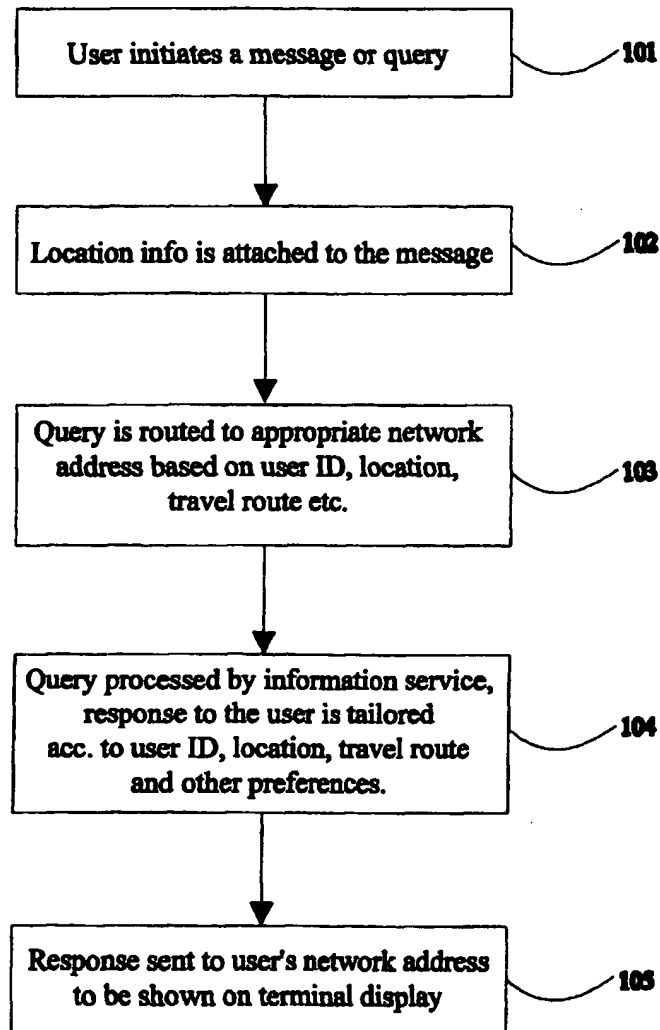 User initiates a message or query
101
Location info is attached to the message
102
Query is routed to appropriate network
address based on user ID, location,
travel route etc.
103
Query processed by information service,
response to the user is tailored
acc. to user ID, location, travel route
and other preferences.
104
Response sent to user's network address
to be shown on terminal display
105